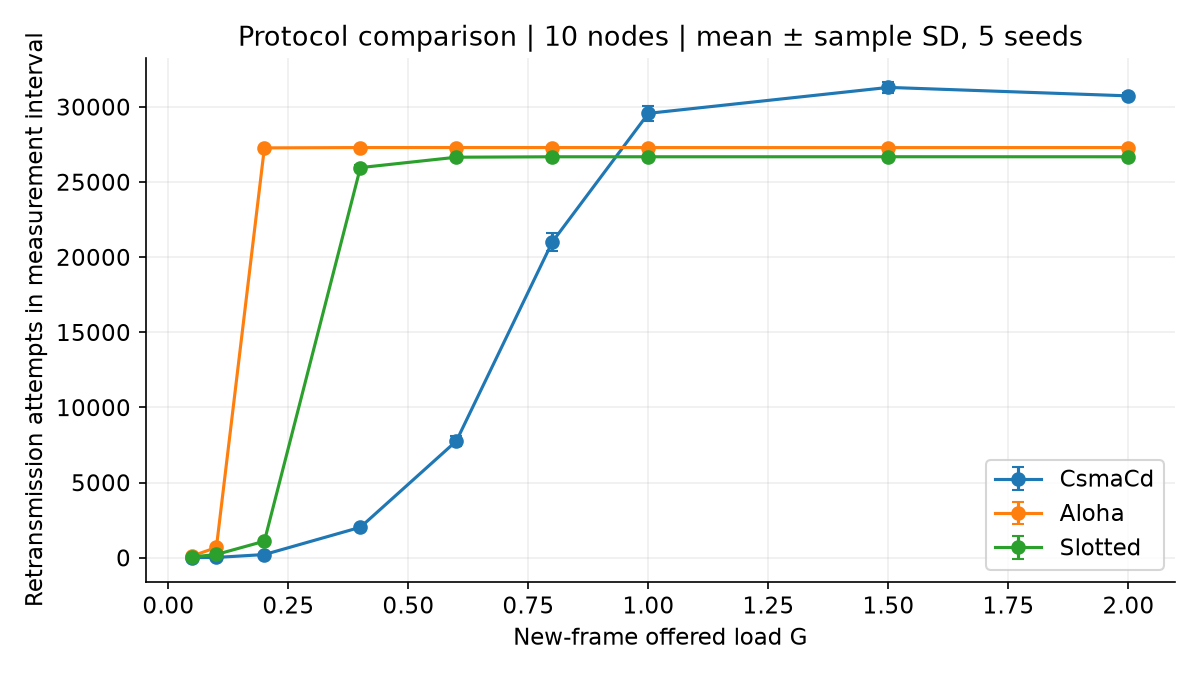 Protocol comparison | 10 nodes | mean ± sample SD, 5 seeds
Retransmission attempts in measurement interval
30000
25000
20000
15000
10000
5000
0
0.00 0.25 0.50 0.75 1.00 1.25 1.50 1.75 2.00
New-frame offered load G
CsmaCd
Aloha
Slotted